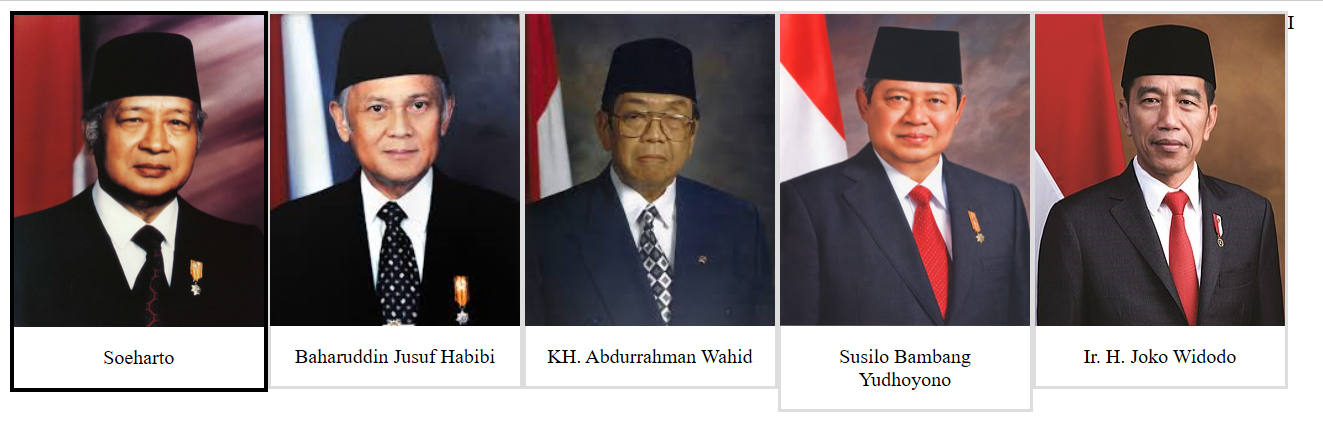 I
Soeharto
Baharuddin Jusuf Habibi
KH. Abdurrahman Wahid
Susilo Bambang
Yudhoyono
Ir. H. Joko Widodo